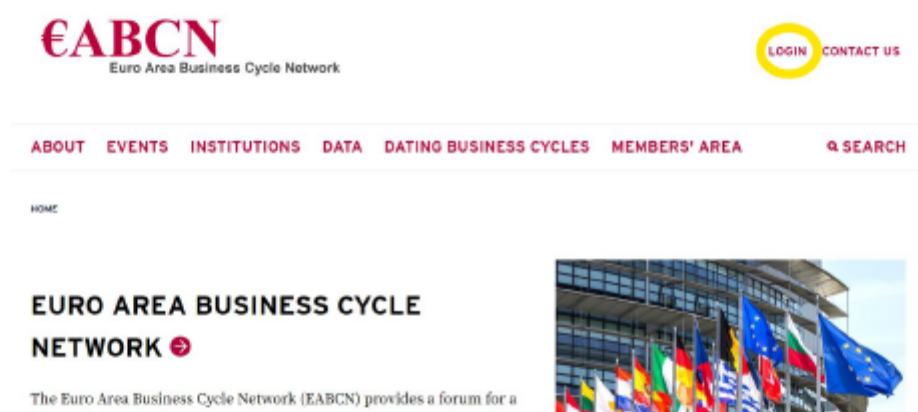 €ABCN
Euro Area Business Cycle Network
LOGIN CONTACT US
ABOUT EVENTS INSTITUTIONS DATA DATING BUSINESS CYCLES MEMBERS' AREA SEARCH
HOME
EURO AREA BUSINESS CYCLE
NETWORK
The Euro Area Business Cycle Network (EABCN) provides a forum for a